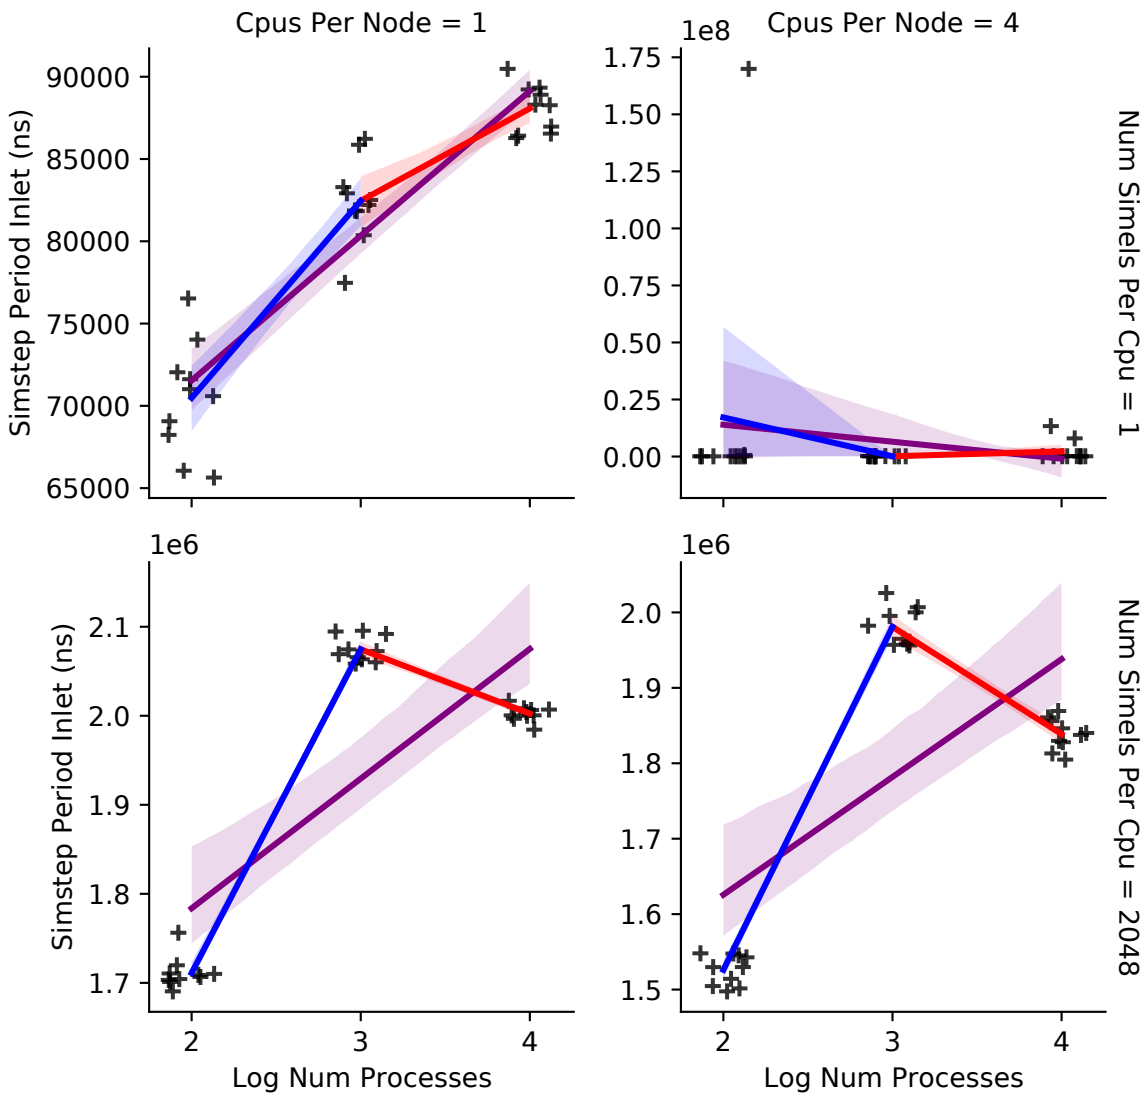 Cpus Per Node = 1
Cpus Per Node = 4
1e8
Simstep Period Inlet (ns)
90000
85000
80000
75000
70000
65000
1.75
1.50
1.25
1.00
0.75
0.50
0.25
0.00
Num Simels Per Cpu = 1
1e6
Simstep Period Inlet (ns)
2.1
2.0
1.9
1.8
1.7
2
3
4
Log Num Processes
1e6
2.0
1.9
1.8
1.7
1.6
1.5
2
3
4
Log Num Processes
Num Simels Per Cpu = 2048